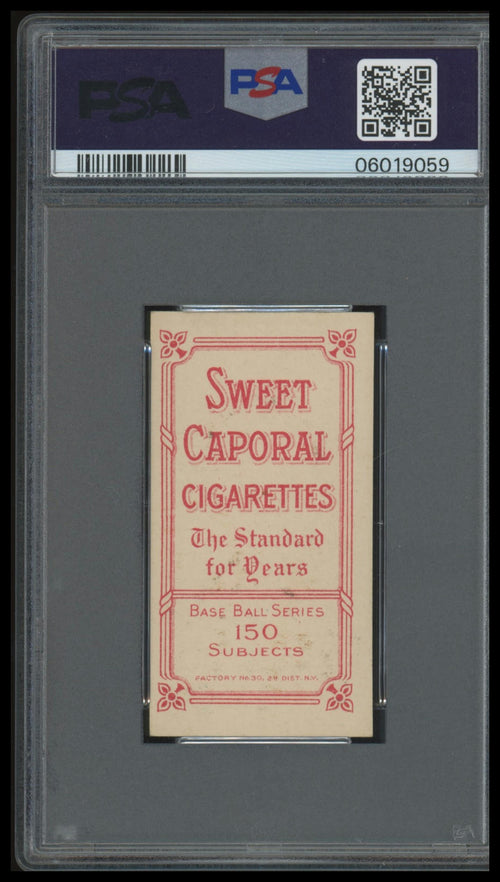 PSA
PSA
06019059
SWEET
CAPORAL
CIGARETTES
The Standard
for Years
BASE BALL SERIES
150
SUBJECTS
FACTORY No. 30, 2d DIST. N.Y.